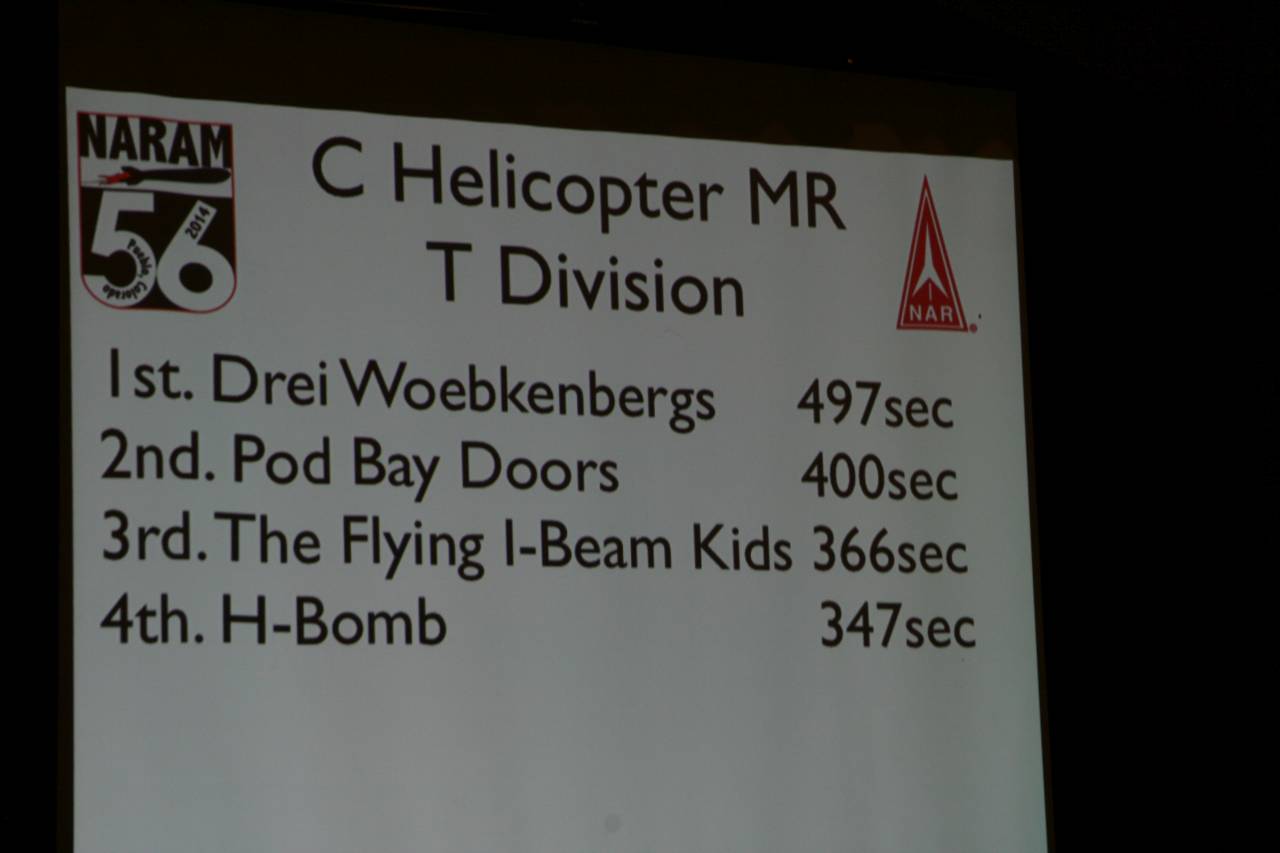 NARAM
56
2014
Pueblo, Colorado
C Helicopter MR
T Division
NAR
1st. Drei Woebkenbergs 497sec
2nd. Pod Bay Doors 400sec
3rd. The Flying I-Beam Kids 366sec
4th. H-Bomb 347sec